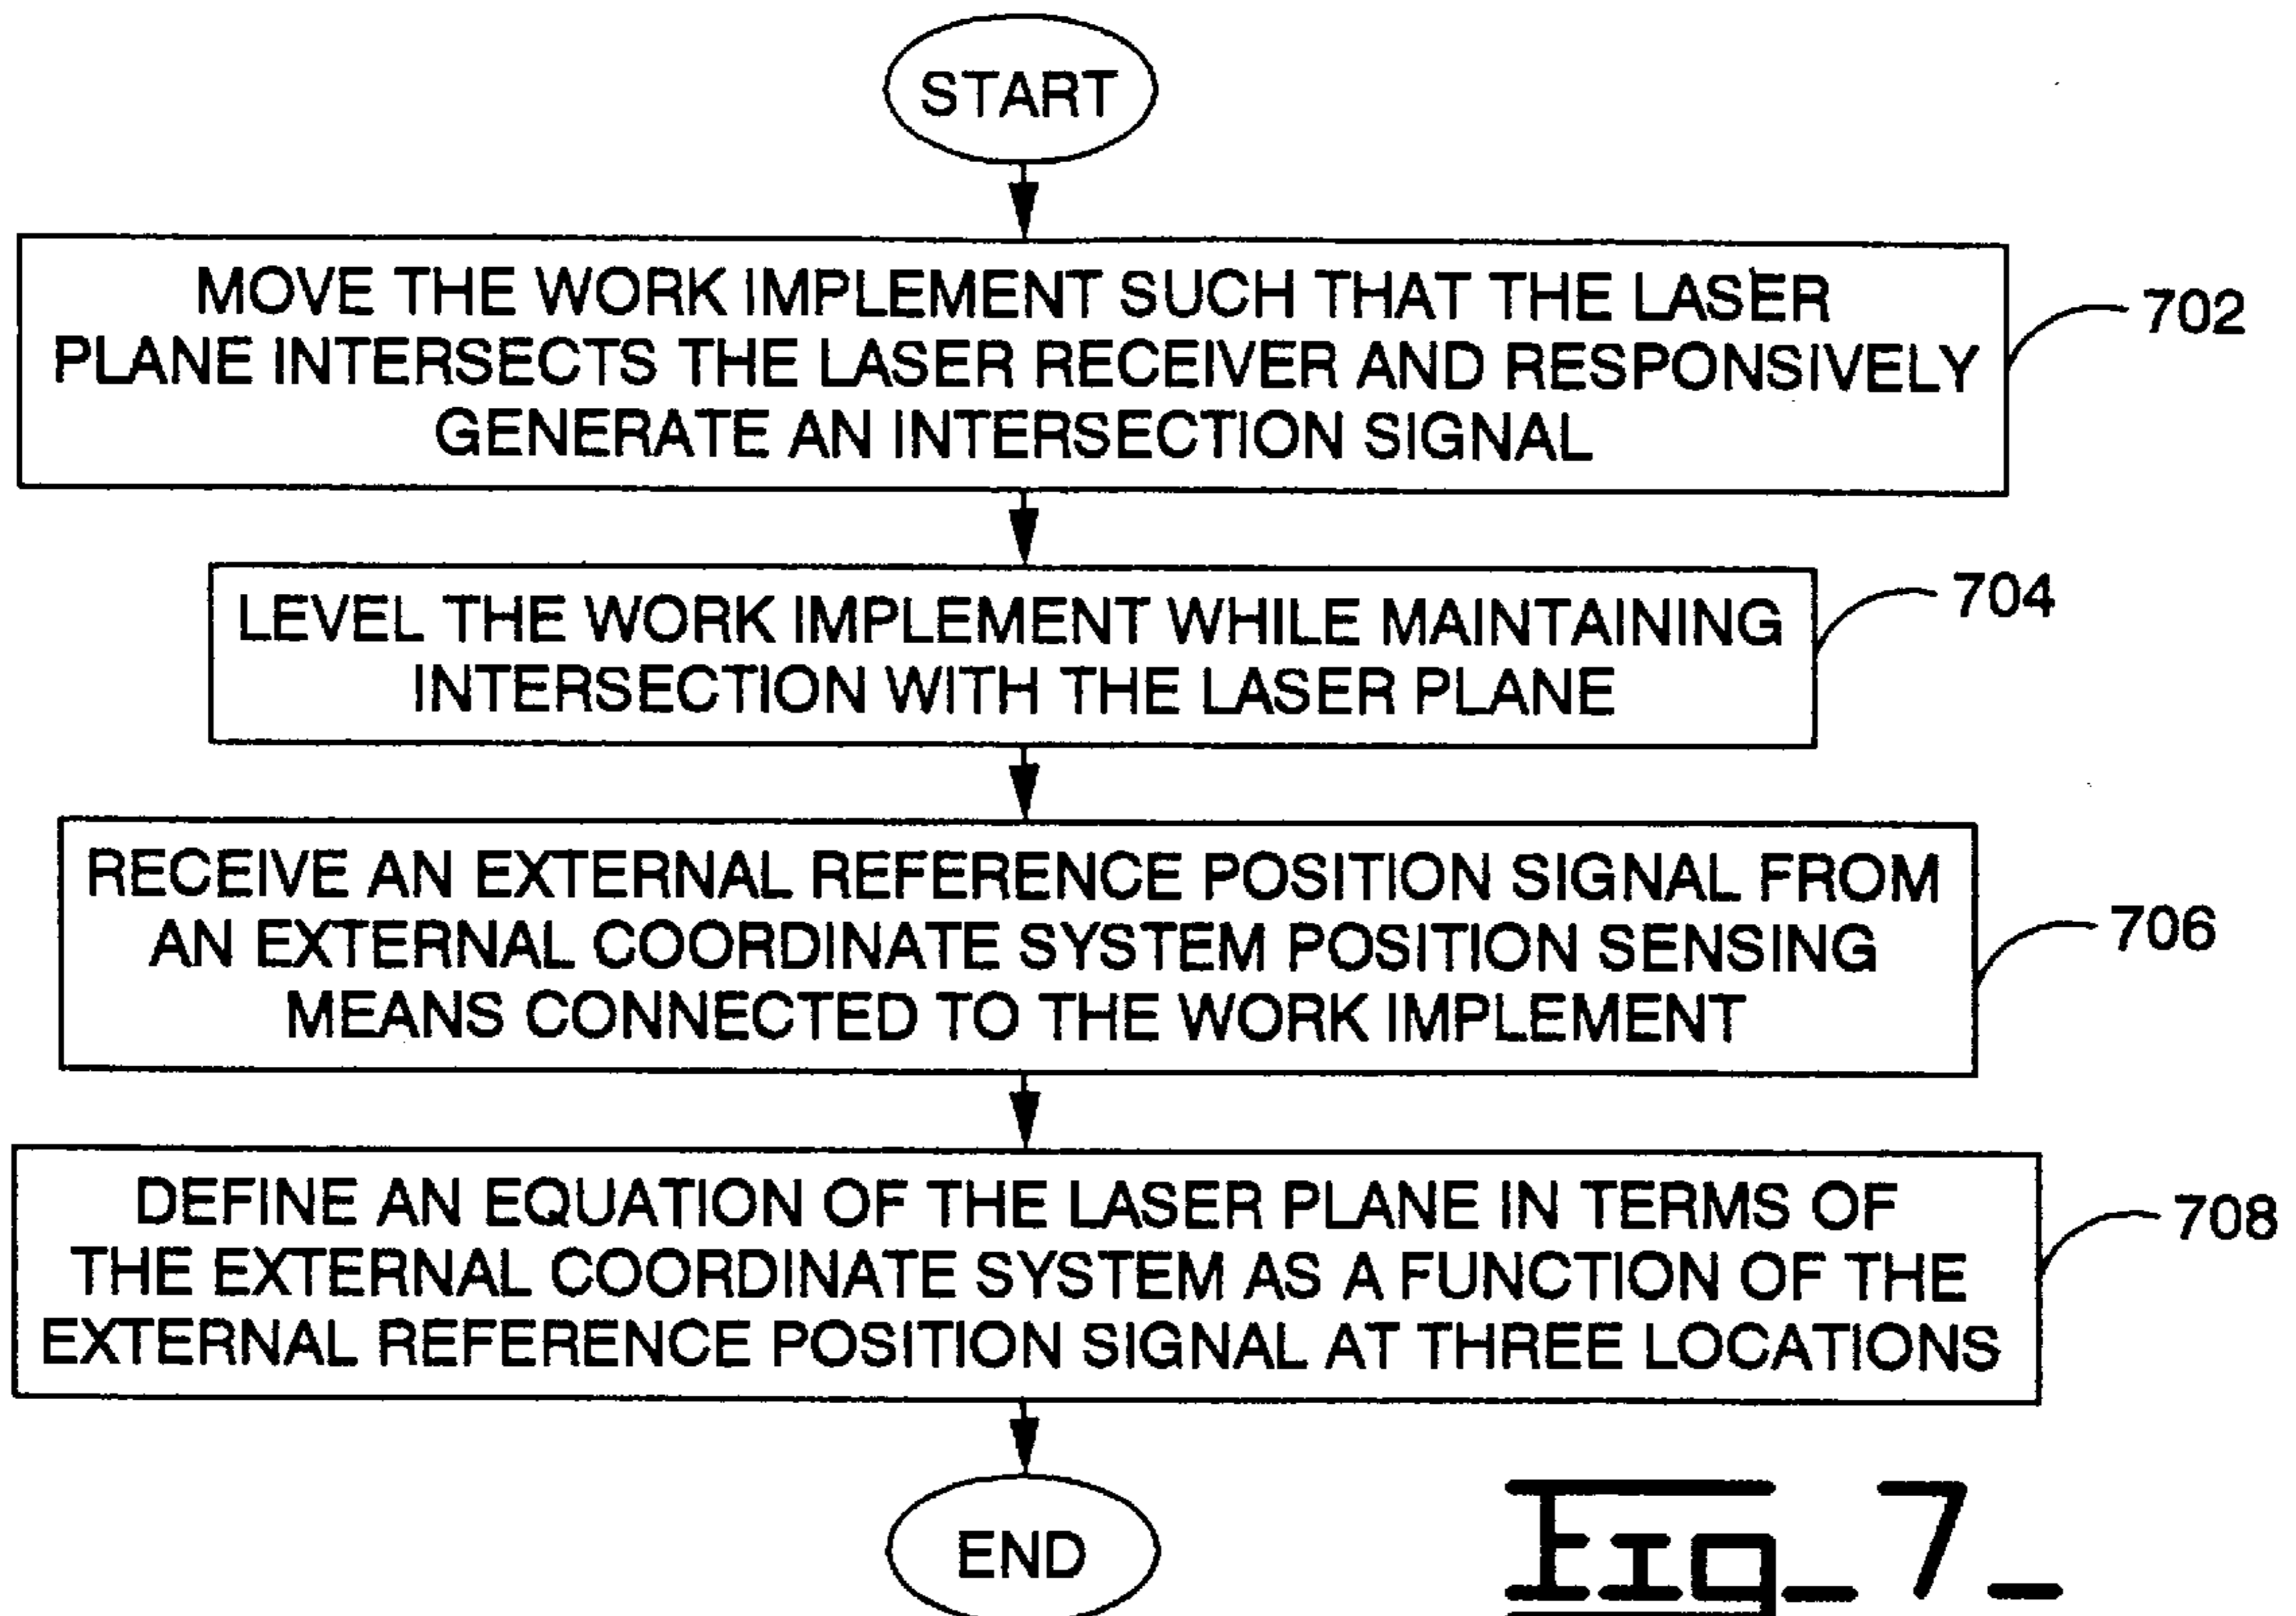 START
MOVE THE WORK IMPLEMENT SUCH THAT THE LASER
PLANE INTERSECTS THE LASER RECEIVER AND RESPONSIVELY
GENERATE AN INTERSECTION SIGNAL
702
LEVEL THE WORK IMPLEMENT WHILE MAINTAINING
INTERSECTION WITH THE LASER PLANE
704
RECEIVE AN EXTERNAL REFERENCE POSITION SIGNAL FROM
AN EXTERNAL COORDINATE SYSTEM POSITION SENSING
MEANS CONNECTED TO THE WORK IMPLEMENT
706
DEFINE AN EQUATION OF THE LASER PLANE IN TERMS OF
THE EXTERNAL COORDINATE SYSTEM AS A FUNCTION OF THE
EXTERNAL REFERENCE POSITION SIGNAL AT THREE LOCATIONS
708
END
Fig_ 7_